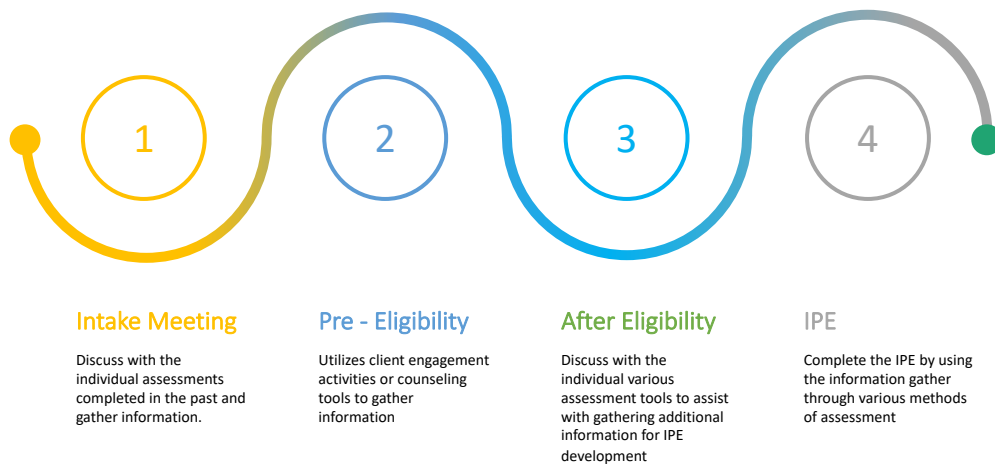 1
2
3
4
Intake Meeting
Discuss with the
individual assessments
completed in the past and
gather information.
Pre - Eligibility
Utilizes client engagement
activities or counseling
tools to gather
information
After Eligibility
Discuss with the
individual various
assessment tools to assist
with gathering additional
information for IPE
development
IPE
Complete the IPE by using
the information gather
through various methods
of assessment